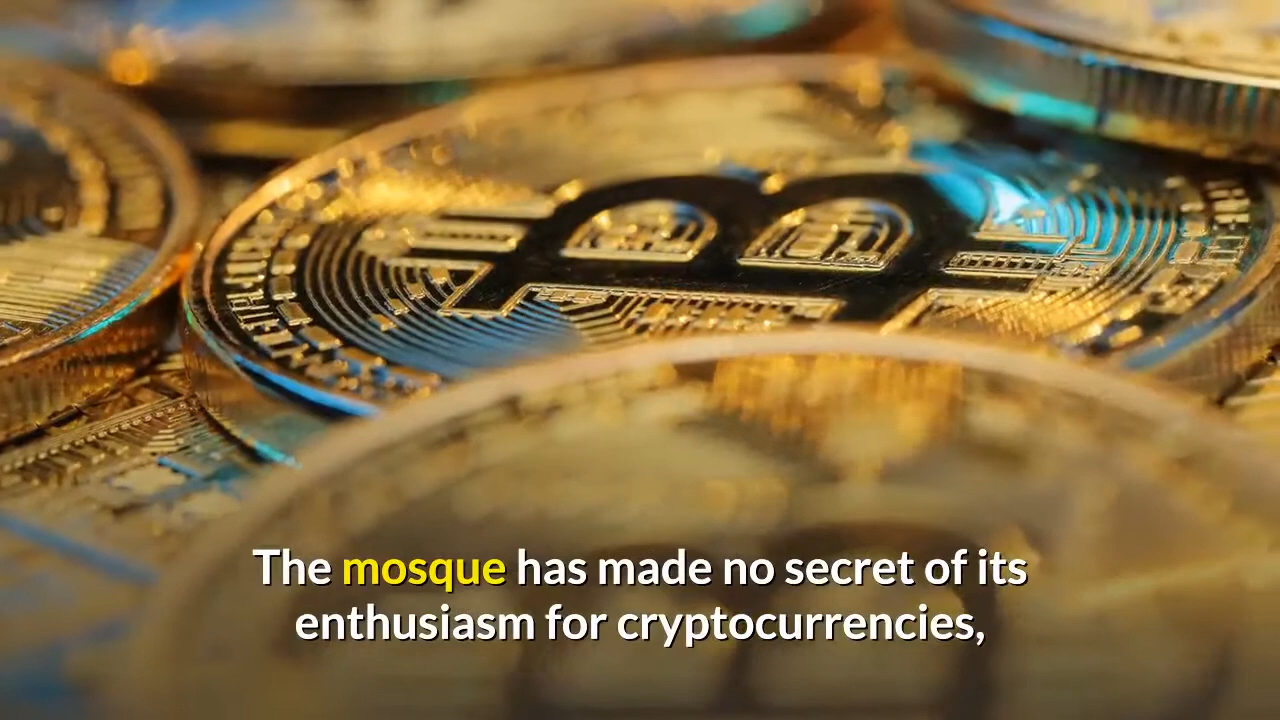 The mosque has made no secret of its
enthusiasm for cryptocurrencies,